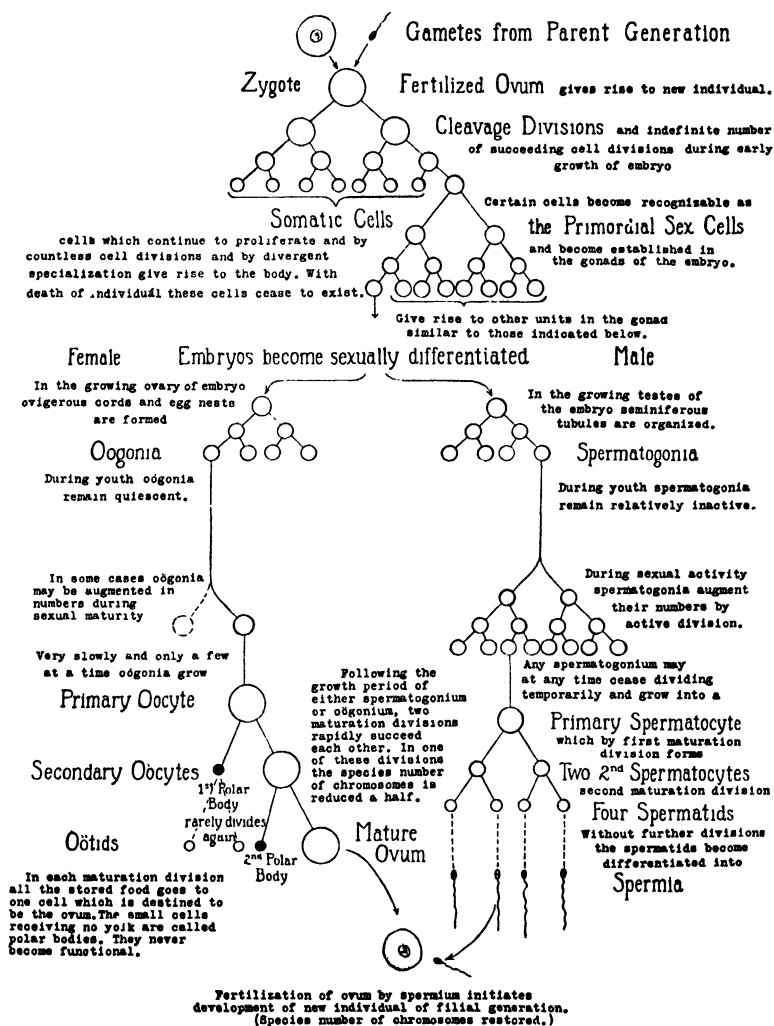 Gametes from Parent Generation
Zygote
Fertilized Ovum gives rise to new individual.
Cleavage Divisions and indefinite number
of succeeding cell divisions during early
growth of embryo
Somatic Cells
cells which continue to proliferate and by
countless cell divisions and by divergent
specialization give rise to the body. With
death of individual these cells cease to exist.
Certain cells become recognizable as
the Primordial Sex Cells
and become established in
the gonads of the embryo.
Give rise to other units in the gonad
similar to those indicated below.
Female
Embryos become sexually differentiated
Male
In the growing ovary of embryo
ovigerous cords and egg nests
are formed
Oogonia
During youth oögonia
remain quiescent.
In the growing testes of
the embryo seminiferous
tubules are organized.
Spermatogonia
During youth spermatogonia
remain relatively inactive.
In some cases oögonia
may be augmented in
numbers during
sexual maturity
During sexual activity
spermatogonia augment
their numbers by
active division.
Very slowly and only a few
at a time oögonia grow
Primary Oocyte
Following the
growth period of
either spermatogonium
or oögonium, two
maturation divisions
rapidly succeed
each other. In one
of these divisions
the species number
of chromosomes is
reduced a half.
Any spermatogonium may
at any time cease dividing
temporarily and grow into a
Primary Spermatocyte
which by first maturation
division forms
Two 2nd Spermatocytes
second maturation division
Four Spermatids
Without further divisions
the spermatids become
differentiated into
Spermia
Secondary Oöcytes
1st Polar
Body
rarely divides
again
Oötids
2nd Polar
Body
Mature
Ovum
In each maturation division
all the stored food goes to
one cell which is destined to
be the ovum. The small cells
receiving no yolk are called
polar bodies. They never
become functional.
Fertilization of ovum by spermium initiates
development of new individual of filial generation.
(Species number of chromosomes restored.)